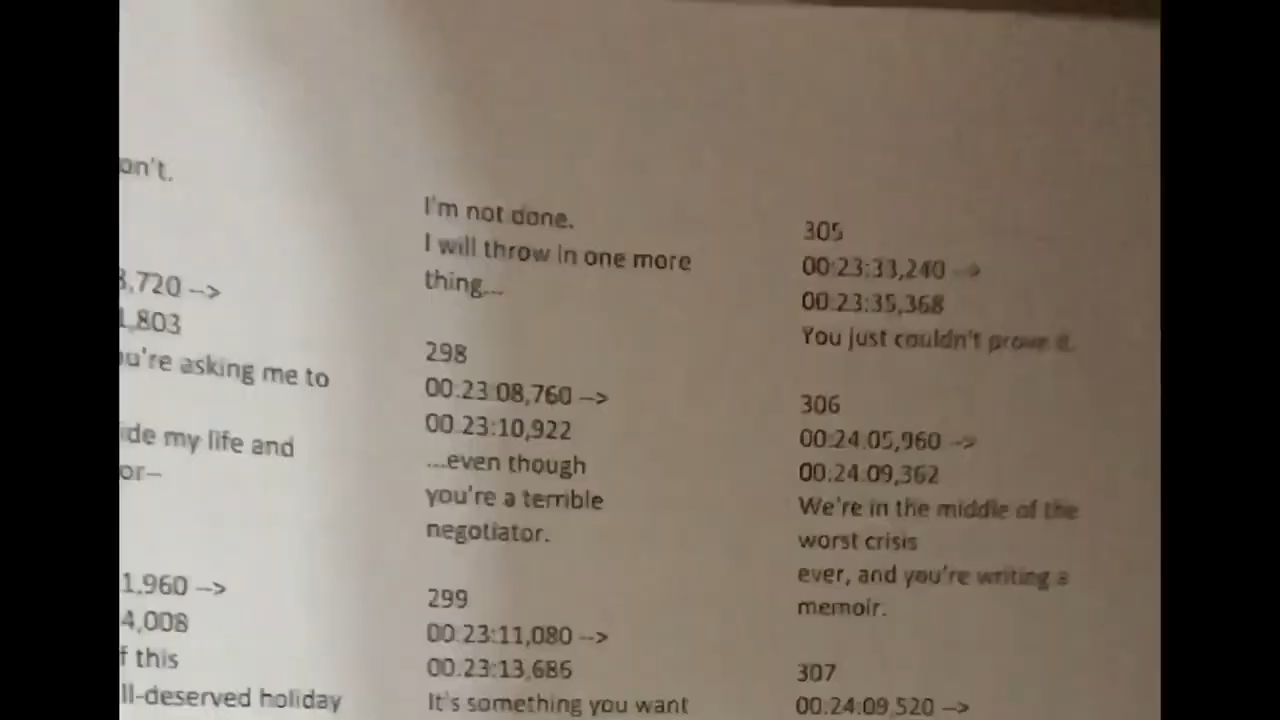 on't.
3,720 -->
1,803
ou're asking me to
ide my life and
or--
1,960 -->
4,008
f this
ll-deserved holiday
I'm not done.
I will throw in one more
thing...
298
00:23:08,760 -->
00:23:10,922
...even though
you're a terrible
negotiator.
299
00:23:11,080 -->
00:23:13,686
It's something you want
305
00:23:33,240 -->
00:23:35,368
You just couldn't prove it.
306
00:24:05,960 -->
00:24:09,362
We're in the middle of the
worst crisis
ever, and you're writing a
memoir.
307
00:24:09,520 -->